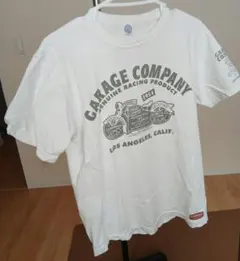 GARAGE COMPANY
GENUINE RACING PRODUCT
LOS ANGELES, CALIF.